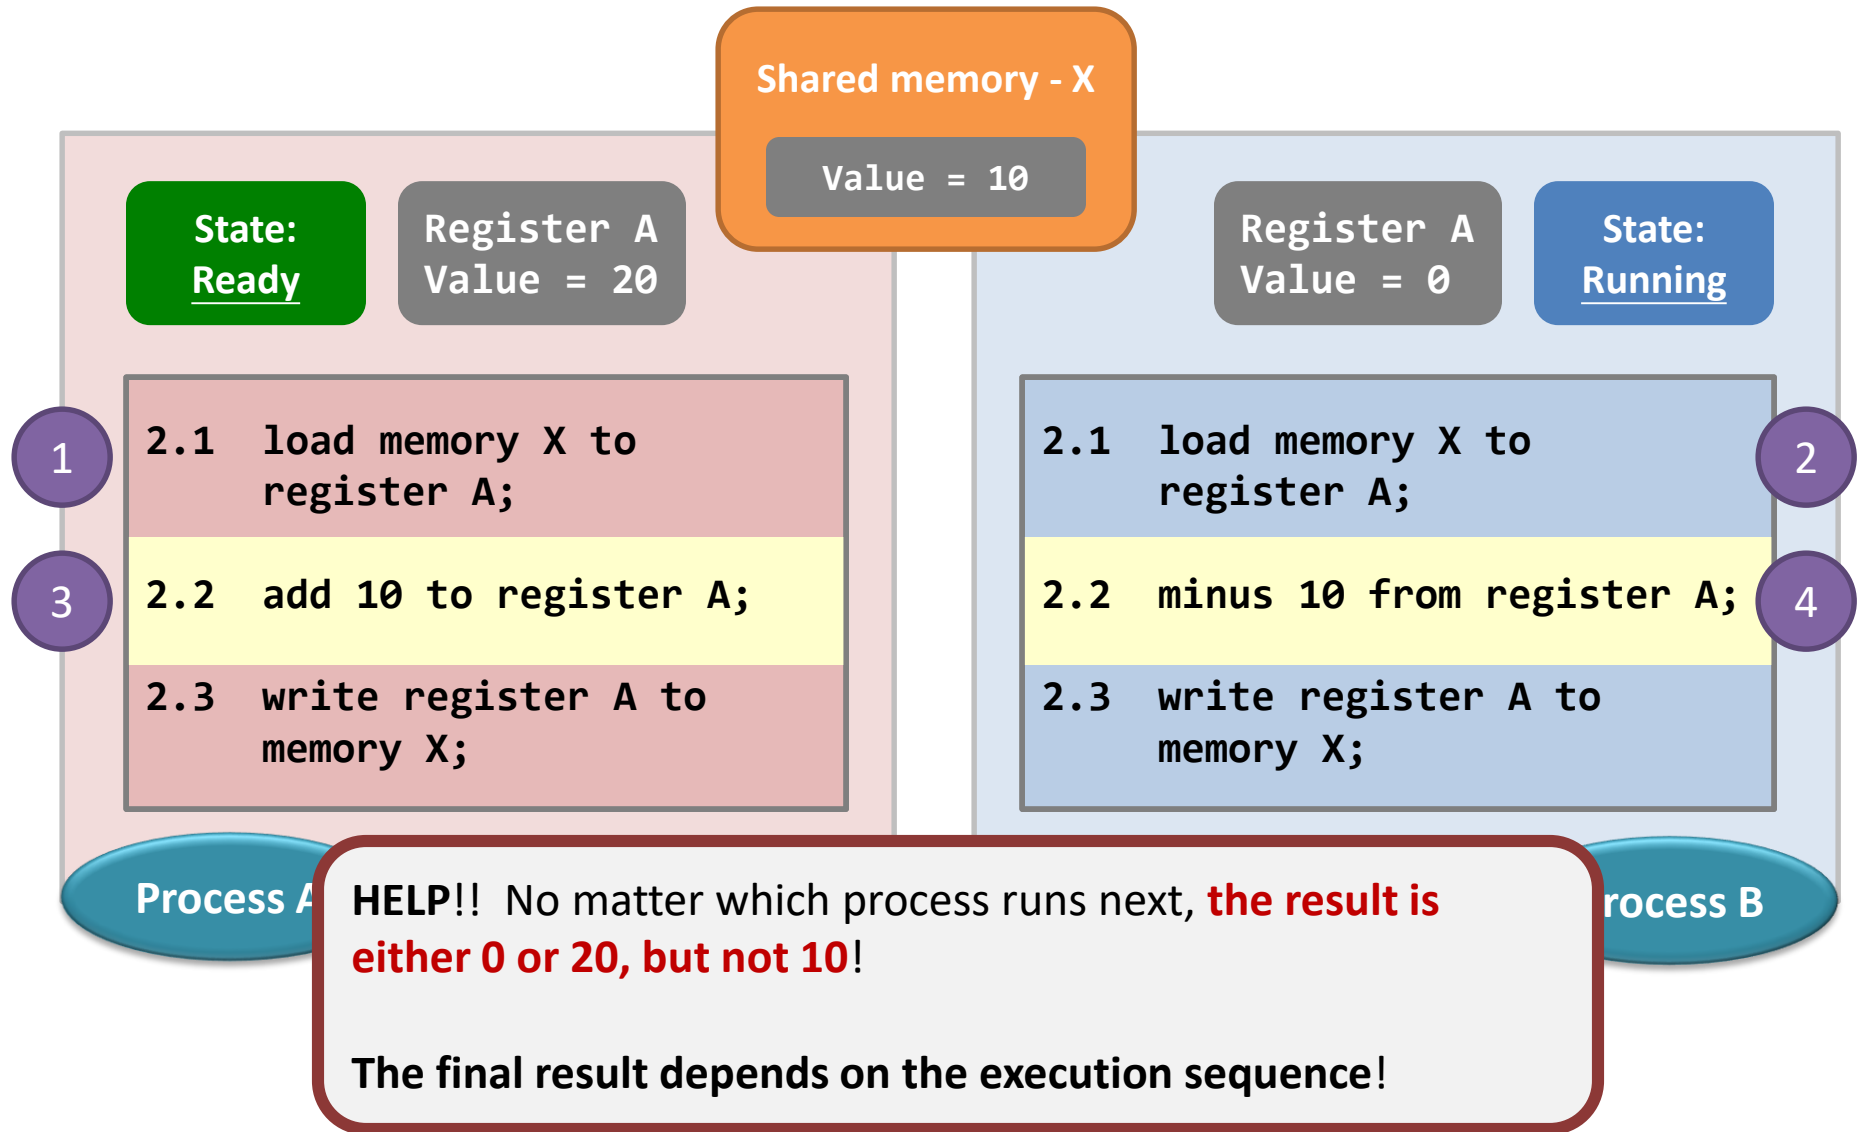 Shared memory - X
Value = 10
State:
Ready
Register A
Value = 20
Register A
Value = 0
State:
Running
1
2.1 load memory X to
register A;
3
2.2 add 10 to register A;
2.3 write register A to
memory X;
2.1 load memory X to
register A;
2
2.2 minus 10 from register A;
4
2.3 write register A to
memory X;
Process A
rocess B
HELP!! No matter which process runs next, the result is
either 0 or 20, but not 10!
The final result depends on the execution sequence!